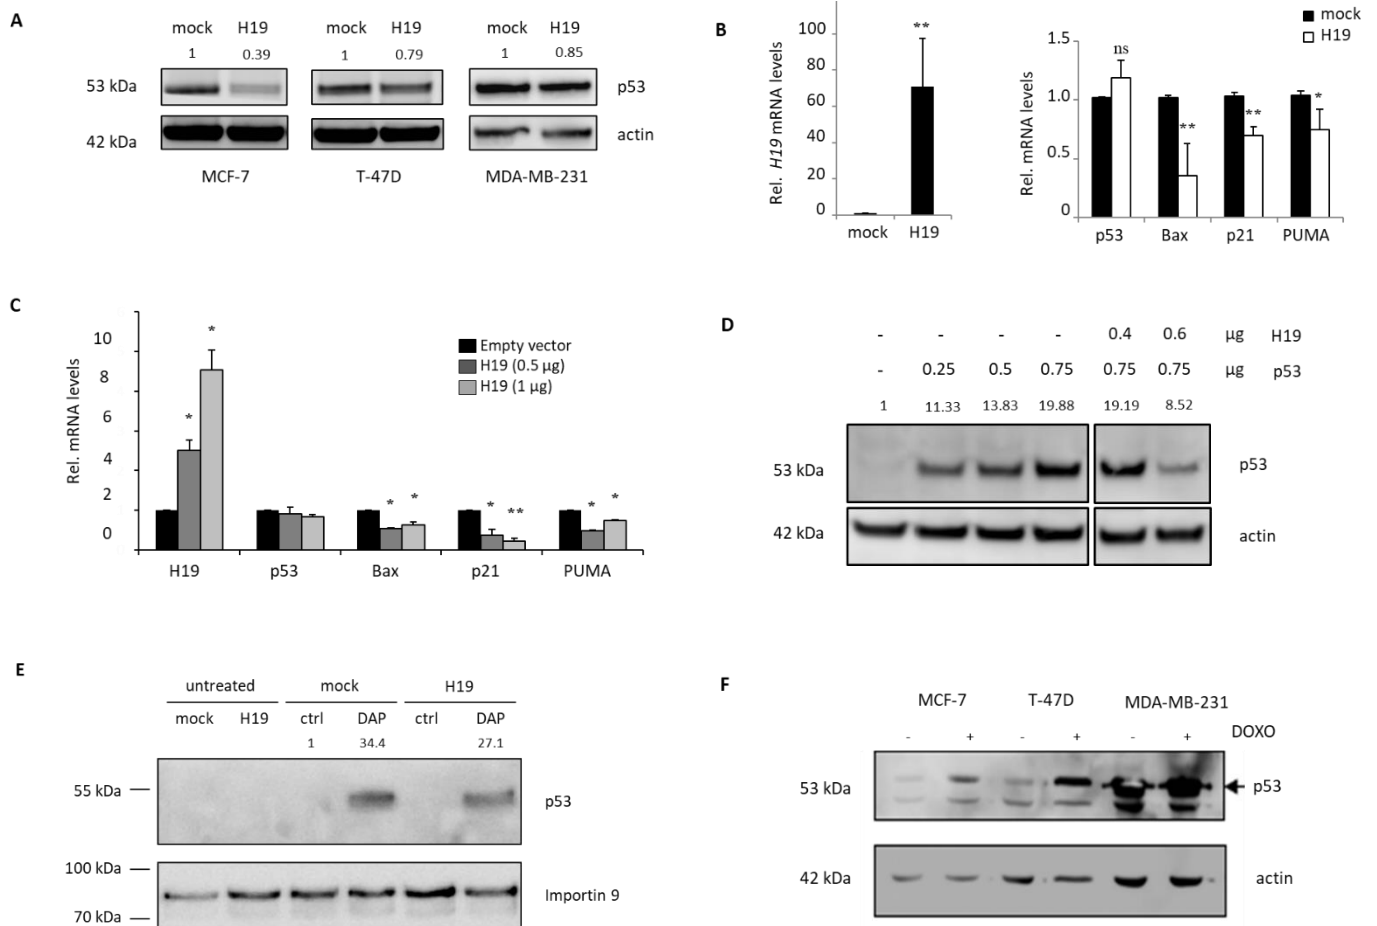 A
mock H19 mock H19 mock H19
1 0.39 1 0.79 1 0.85
53 kDa p53
42 kDa actin
MCF-7 T-47D MDA-MB-231
B
Rel. H19 mRNA levels
100
80
60
40
20
0
**
mock H19
mock
H19
Rel. mRNA levels
1.5
1.0
0.5
0
ns
** ** *
p53 Bax p21 PUMA
C
Rel. mRNA levels
10
8
6
4
2
0
* *
* *
* **
* *
Empty vector
H19 (0.5 µg)
H19 (1 µg)
H19 p53 Bax p21 PUMA
D
- - - - 0.4 0.6 µg H19
- 0.25 0.5 0.75 0.75 0.75 µg p53
1 11.33 13.83 19.88 19.19 8.52
53 kDa p53
42 kDa actin
E
untreated mock H19
mock H19 ctrl DAP ctrl DAP
1 34.4 27.1
55 kDa p53
100 kDa
Importin 9
70 kDa
F
MCF-7 T-47D MDA-MB-231
- + - + - + DOXO
53 kDa p53
42 kDa actin